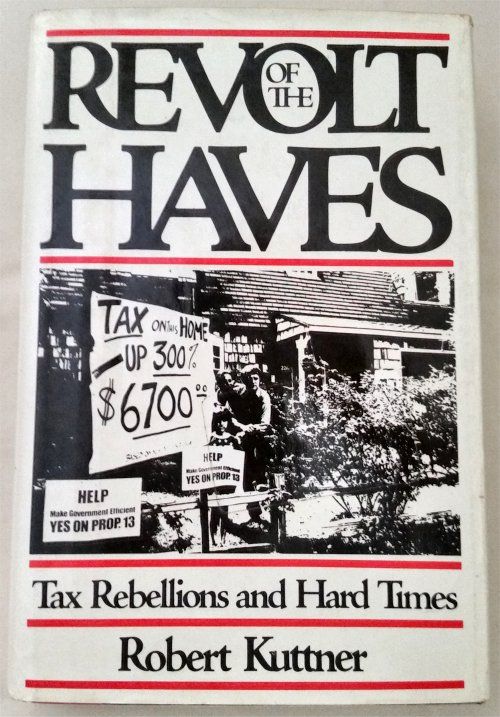 REVOLT
OF
THE
HAVES
TAX ON THIS HOME
UP 300%
$6700.00
HELP
Make Government Efficient
YES ON PROP. 13
HELP
Make Government Efficient
YES ON PROP. 13
Tax Rebellions and Hard Times
Robert Kuttner